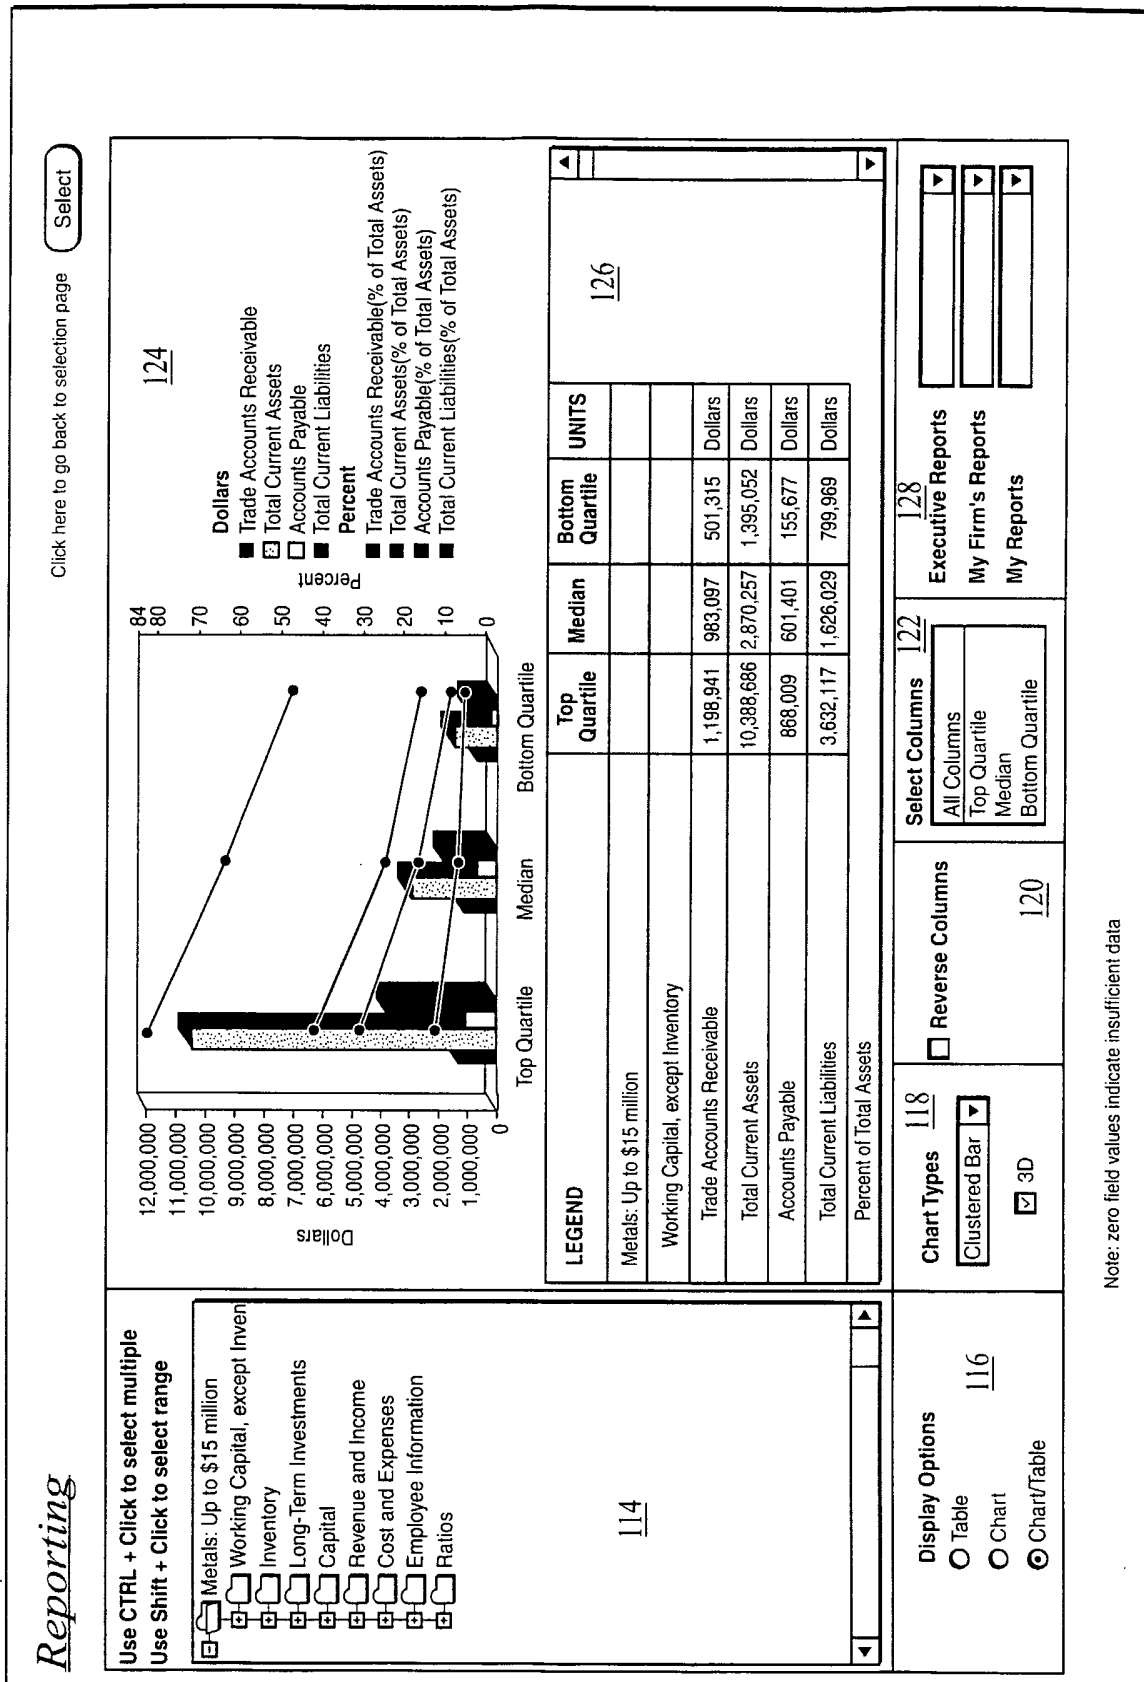 Reporting
Click here to go back to selection page
Select
Use CTRL + Click to select multiple
Use Shift + Click to select range
Metals: Up to $15 million
Working Capital, except Inven
Inventory
Long-Term Investments
Capital
Revenue and Income
Cost and Expenses
Employee Information
Ratios
114
Dollars
12,000,000
11,000,000
10,000,000
9,000,000
8,000,000
7,000,000
6,000,000
5,000,000
4,000,000
3,000,000
2,000,000
1,000,000
0
Top Quartile
Median
Bottom Quartile
84
80
70
60
50
40
30
20
10
0
Percent
124
Dollars
Trade Accounts Receivable
Total Current Assets
Accounts Payable
Total Current Liabilities
Percent
Trade Accounts Receivable(% of Total Assets)
Total Current Assets(% of Total Assets)
Accounts Payable(% of Total Assets)
Total Current Liabilities(% of Total Assets)
LEGEND Top Quartile Median Bottom Quartile UNITS
Metals: Up to $15 million
Working Capital, except Inventory
Trade Accounts Receivable 1,198,941 983,097 501,315 Dollars
Total Current Assets 10,388,686 2,870,257 1,395,052 Dollars
Accounts Payable 868,009 601,401 155,677 Dollars
Total Current Liabilities 3,632,117 1,626,029 799,969 Dollars
Percent of Total Assets
126
Display Options
Table
Chart
Chart/Table
116
Chart Types 118
Clustered Bar
3D
Reverse Columns
120
Select Columns 122
All Columns
Top Quartile
Median
Bottom Quartile
128
Executive Reports
My Firm's Reports
My Reports
Note: zero field values indicate insufficient data